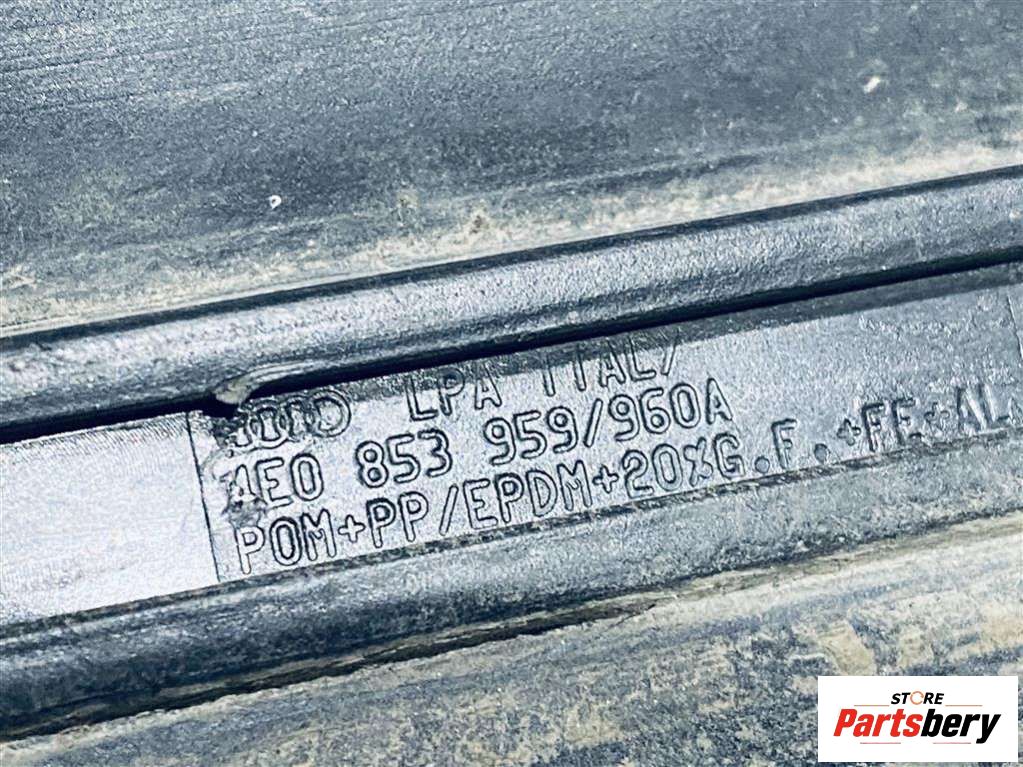 LPA ITALY
4E0 853 959/960A
POM+PP/EPDM+20%G.F.+FE+AL
STORE
Partsbery